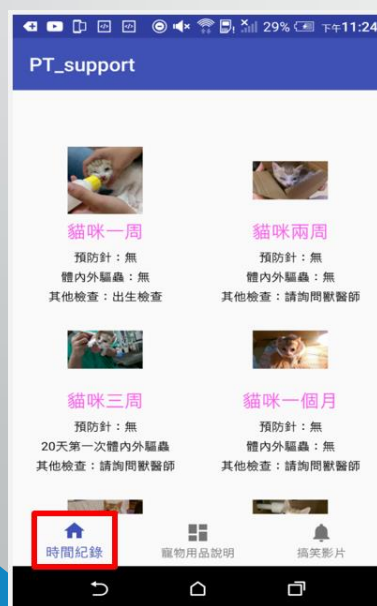 29% 下午11:24
PT_support
貓咪一周
預防針：無
體內外驅蟲：無
其他檢查：出生檢查
貓咪兩周
預防針：無
體內外驅蟲：無
其他檢查：請詢問獸醫師
貓咪三周
預防針：無
20天第一次體內外驅蟲
其他檢查：請詢問獸醫師
貓咪一個月
預防針：無
體內外驅蟲：無
其他檢查：請詢問獸醫師
時間紀錄
寵物用品說明
搞笑影片